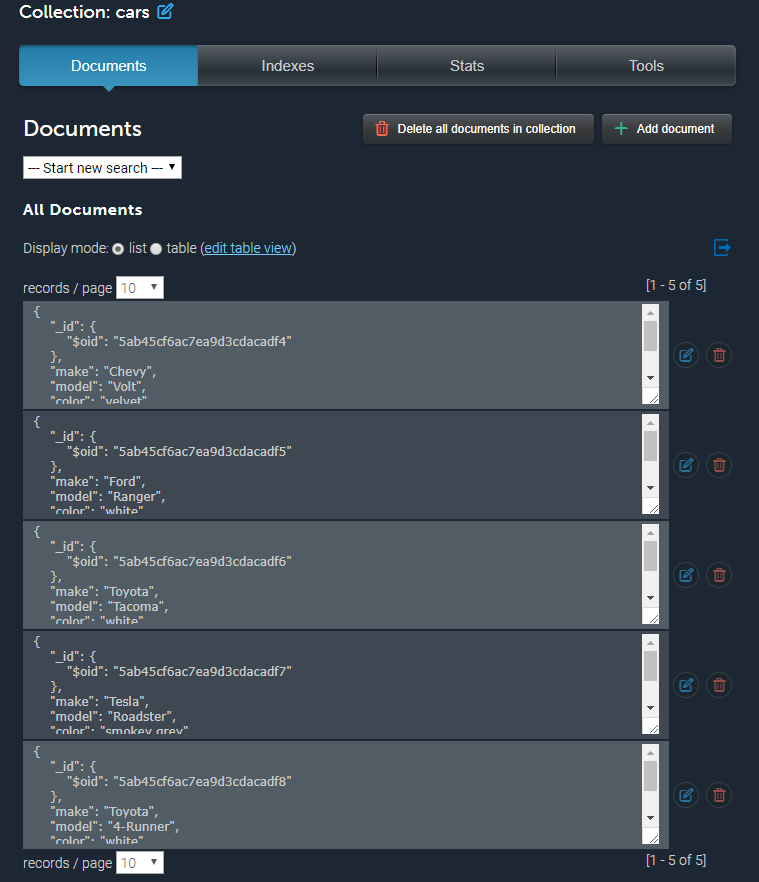 Collection: cars
Documents Indexes Stats Tools
Documents
Delete all documents in collection
Add document
--- Start new search ---
All Documents
Display mode: list table (edit table view)
records / page 10
[1 - 5 of 5]
{
"_id": {
"$oid": "5ab45cf6ac7ea9d3cdacadf4"
},
"make": "Chevy",
"model": "Volt",
"color": "velvet"
{
"_id": {
"$oid": "5ab45cf6ac7ea9d3cdacadf5"
},
"make": "Ford",
"model": "Ranger",
"color": "white"
{
"_id": {
"$oid": "5ab45cf6ac7ea9d3cdacadf6"
},
"make": "Toyota",
"model": "Tacoma",
"color": "white"
{
"_id": {
"$oid": "5ab45cf6ac7ea9d3cdacadf7"
},
"make": "Tesla",
"model": "Roadster",
"color": "smokey grey"
{
"_id": {
"$oid": "5ab45cf6ac7ea9d3cdacadf8"
},
"make": "Toyota",
"model": "4-Runner",
"color": "white"
records / page 10
[1 - 5 of 5]